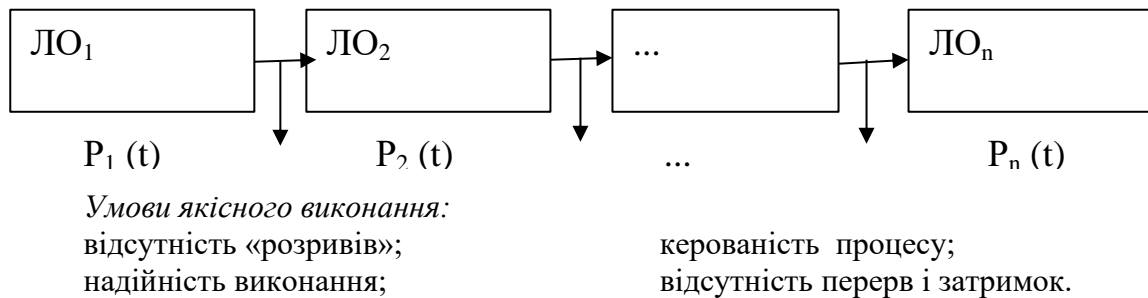 ЛО₁ ЛО₂ ... ЛОₙ
P₁ (t) P₂ (t) ... Pₙ (t)
Умови якісного виконання:
відсутність «розривів»; керованість процесу;
надійність виконання; відсутність перерв і затримок.